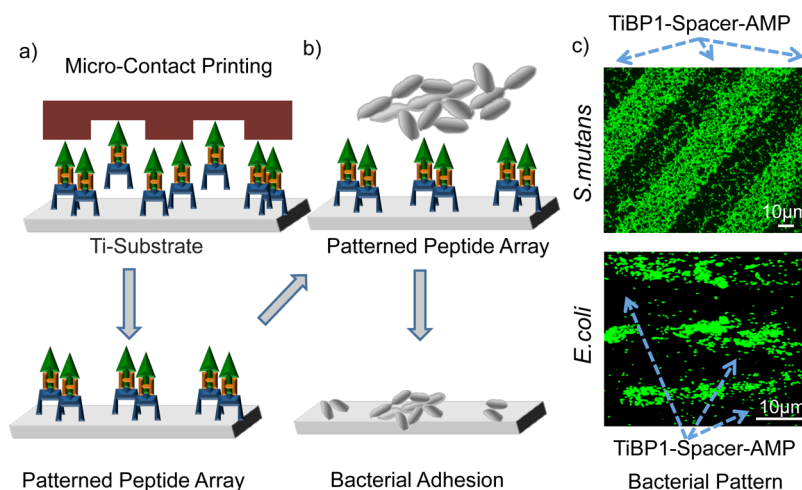 a)
Micro-Contact Printing
Ti-Substrate
Patterned Peptide Array
b)
Patterned Peptide Array
Bacterial Adhesion
TiBP1-Spacer-AMP
c)
S.mutans
10μm
E.coli
10μm
TiBP1-Spacer-AMP
Bacterial Pattern